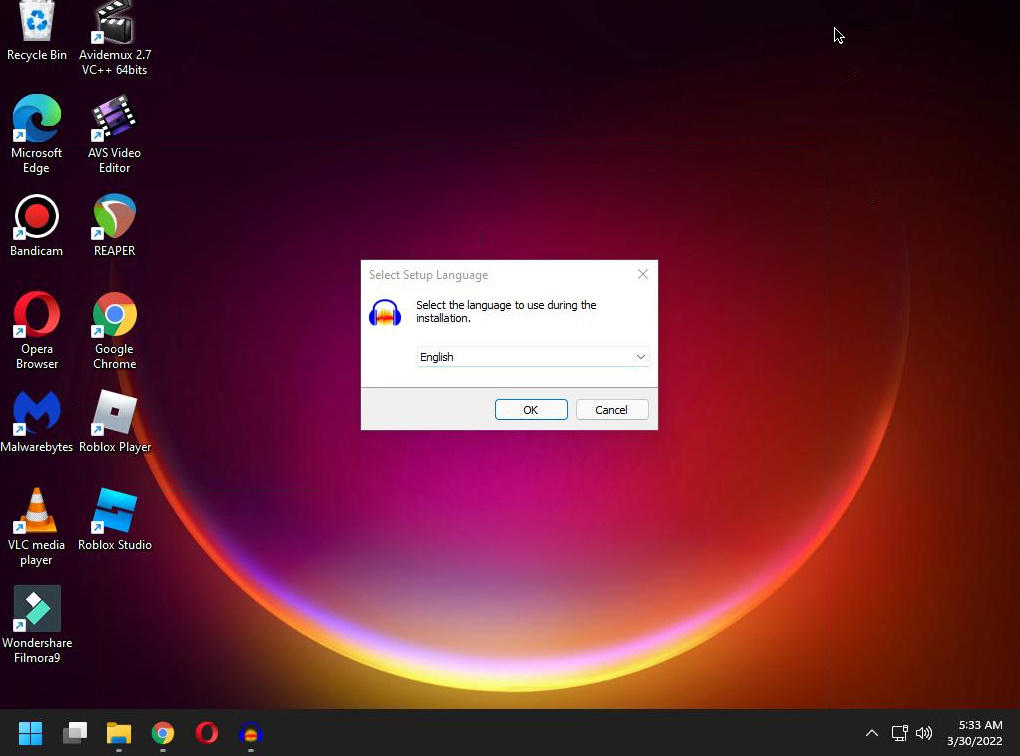 Recycle Bin
Avidemux 2.7
VC++ 64bits
Microsoft
Edge
AVS Video
Editor
Bandicam
REAPER
Opera
Browser
Google
Chrome
Malwarebytes
Roblox Player
VLC media
player
Roblox Studio
Wondershare
Filmora9
Select Setup Language
Select the language to use during the
installation.
English
OK
Cancel
5:33 AM
3/30/2022